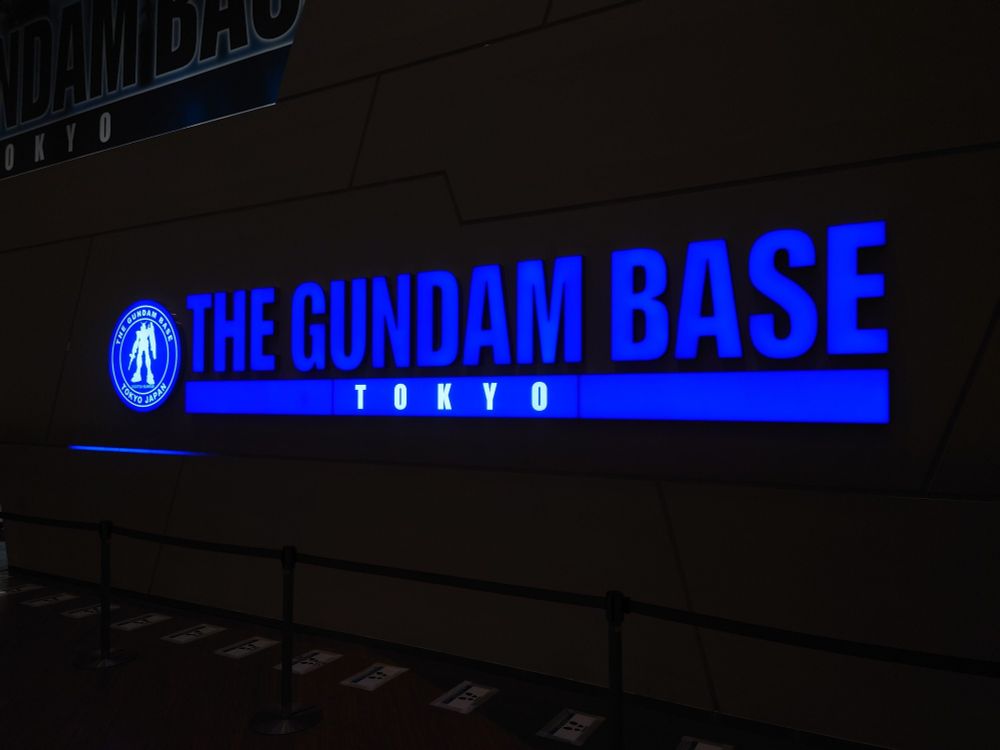 NDAM BAS
OKYO
THE GUNDAM BASE
TOKYO
THE GUNDAM BASE
TOKYO JAPAN